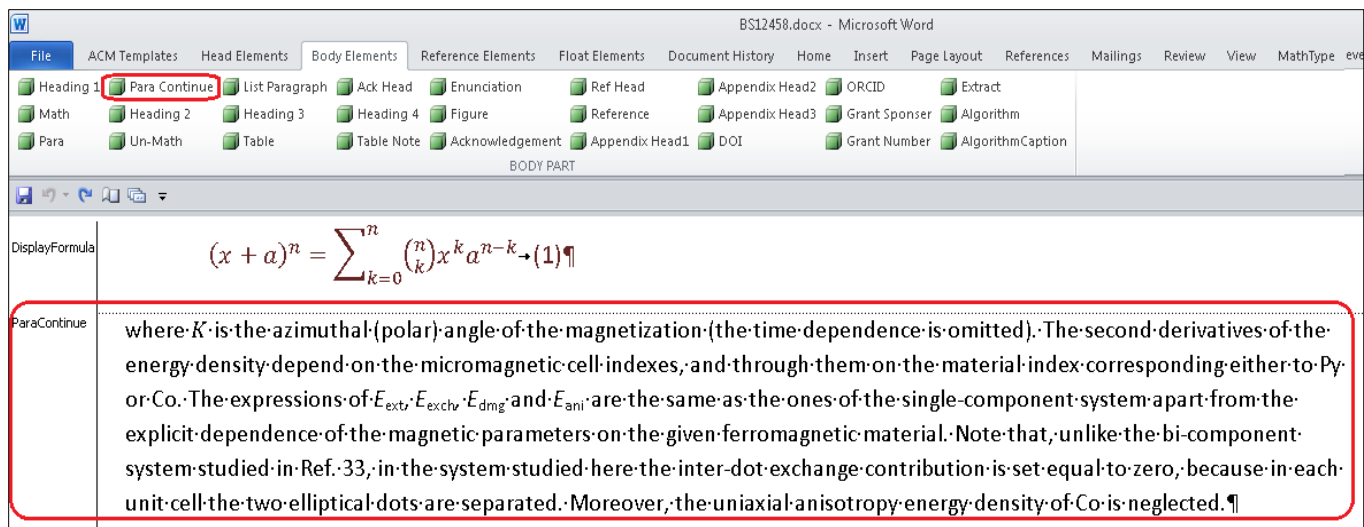 W
BS12458.docx - Microsoft Word
File ACM Templates Head Elements Body Elements Reference Elements Float Elements Document History Home Insert Page Layout References Mailings Review View MathType eve
Heading 1 Para Continue List Paragraph Ack Head Enunciation Ref Head Appendix Head2 ORCID Extract
Math Heading 2 Heading 3 Heading 4 Figure Reference Appendix Head3 Grant Sponser Algorithm
Para Un-Math Table Table Note Acknowledgement Appendix Head1 DOI Grant Number AlgorithmCaption
BODY PART
DisplayFormula (x + a)^n = ∑_{k=0}^{n} (n k) x^k a^{n−k}→(1)¶
ParaContinue where·K·is·the·azimuthal·(polar)·angle·of·the·magnetization·(the·time·dependence·is·omitted).·The·second·derivatives·of·the·
energy·density·depend·on·the·micromagnetic·cell·indexes,·and·through·them·on·the·material·index·corresponding·either·to·Py·
or·Co.·The·expressions·of·E_ext,·E_exch,·E_dmg·and·E_ani·are·the·same·as·the·ones·of·the·single-component·system·apart·from·the·
explicit·dependence·of·the·magnetic·parameters·on·the·given·ferromagnetic·material.·Note·that,·unlike·the·bi-component·
system·studied·in·Ref.·33,·in·the·system·studied·here·the·inter-dot·exchange·contribution·is·set·equal·to·zero,·because·in·each·
unit·cell·the·two·elliptical·dots·are·separated.·Moreover,·the·uniaxial·anisotropy·energy·density·of·Co·is·neglected.¶